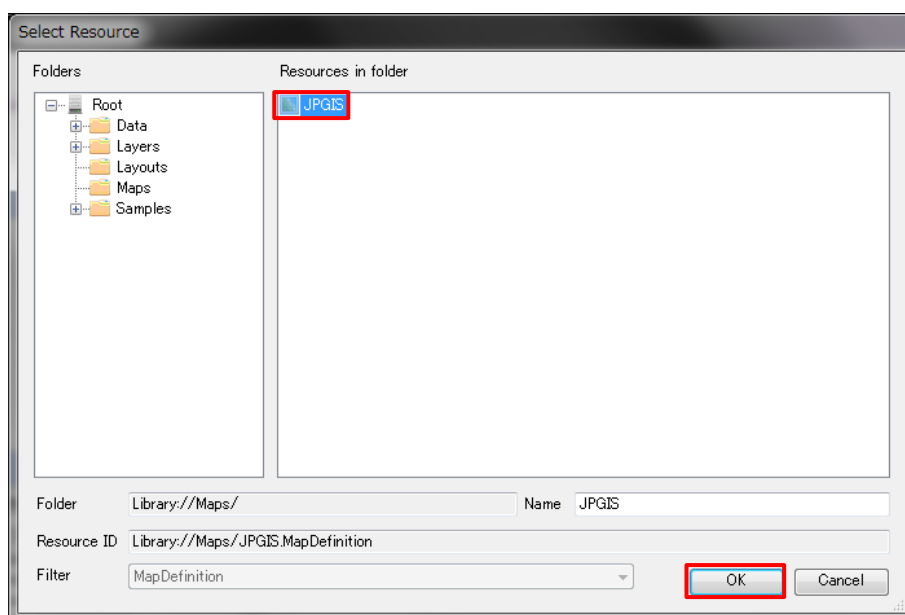 Select Resource
Folders
Resources in folder
Root
Data
Layers
Layouts
Maps
Samples
JPGIS
Folder Library://Maps/ Name JPGIS
Resource ID Library://Maps/JPGIS.MapDefinition
Filter MapDefinition OK Cancel